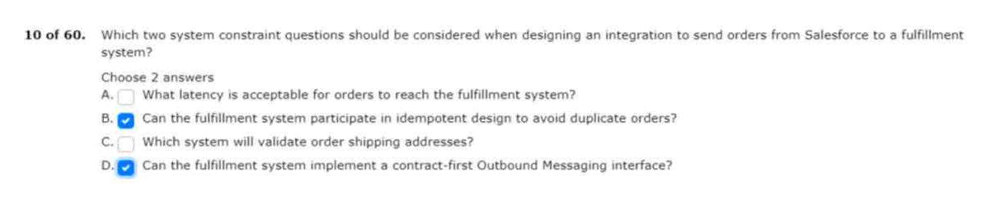 10 of 60. Which two system constraint questions should be considered when designing an integration to send orders from Salesforce to a fulfillment
system?
Choose 2 answers
A. What latency is acceptable for orders to reach the fulfillment system?
B. Can the fulfillment system participate in idempotent design to avoid duplicate orders?
C. Which system will validate order shipping addresses?
D. Can the fulfillment system implement a contract-first Outbound Messaging interface?